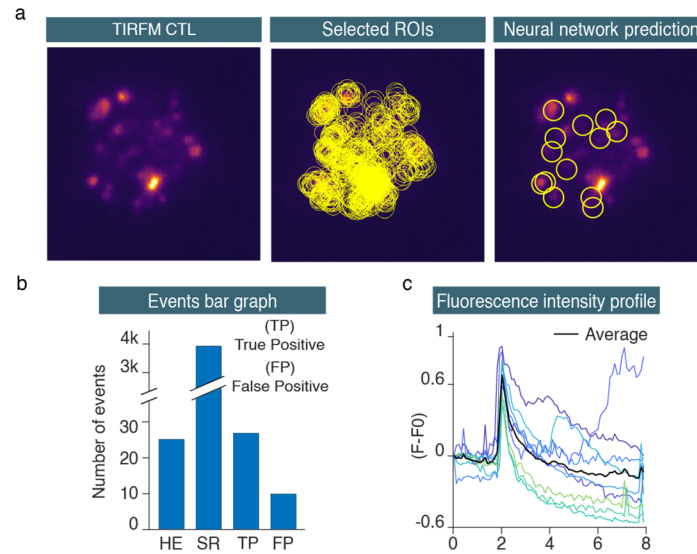 a
TIRFM CTL
Selected ROIs
Neural network prediction
b
Events bar graph
(TP)
True Positive
(FP)
False Positive
Number of events
4k
3k
30
20
10
0
HE SR TP FP
c
Fluorescence intensity profile
Average
(F-F0)
1
0.6
0
-0.6
0 2 4 6 8